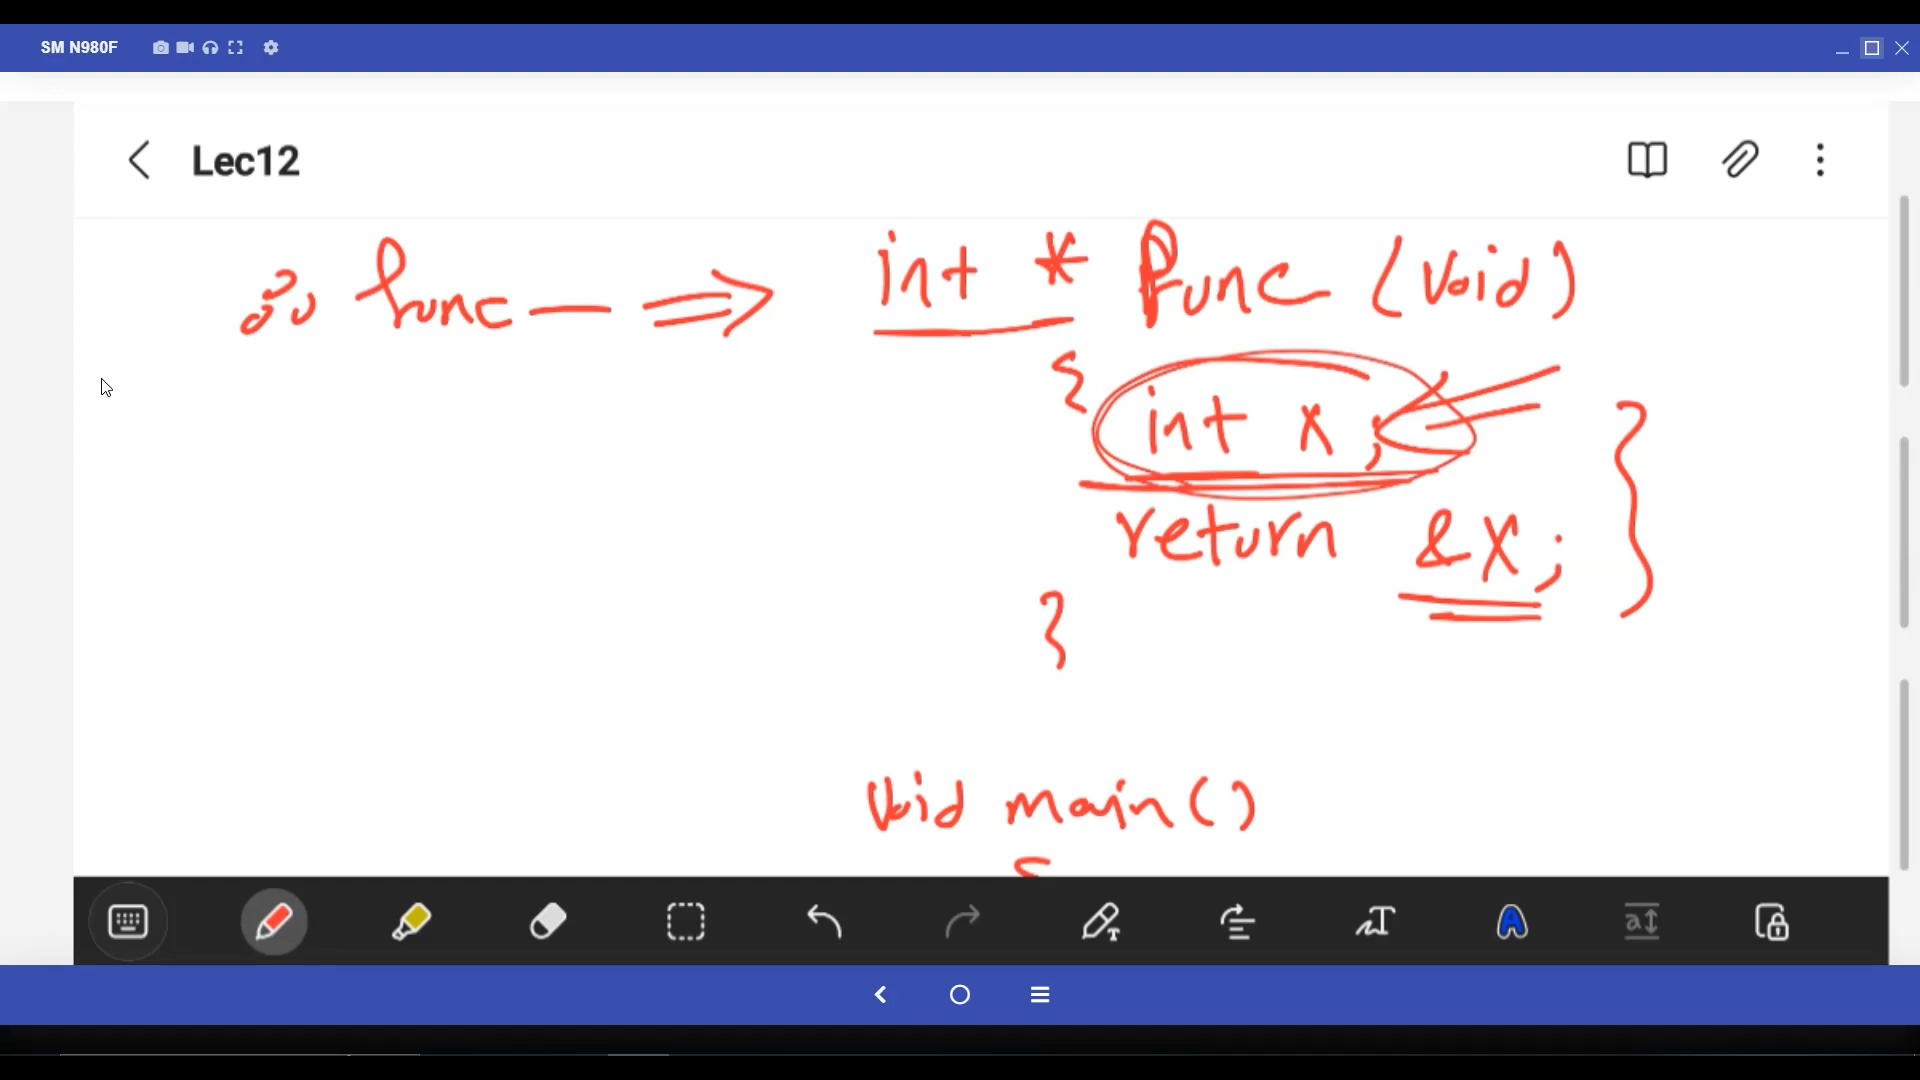 SM N980F
Lec12
func
int * func (void)
{
int x;
return &x;
}
}
void main()